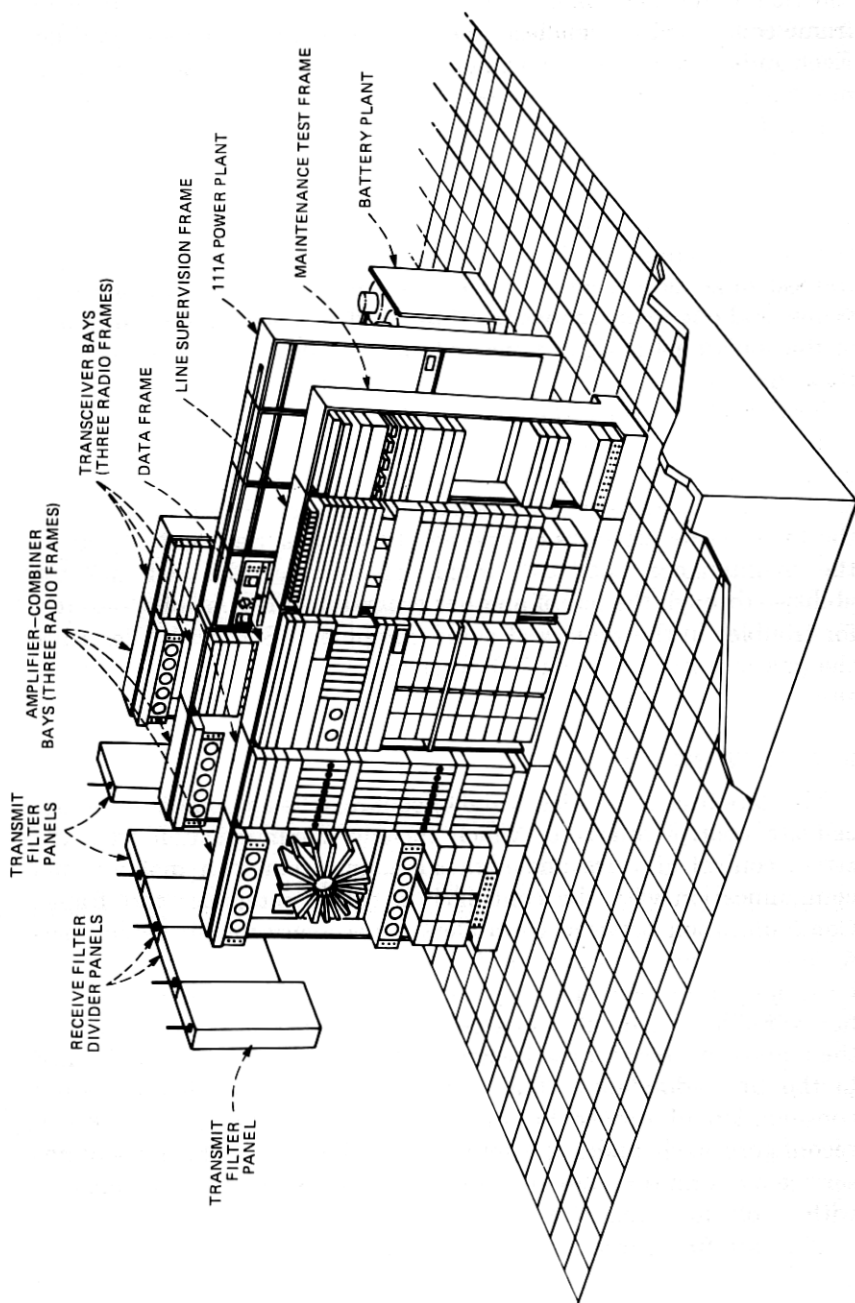 TRANSMIT
FILTER
PANEL
RECEIVE FILTER
DIVIDER PANELS
TRANSMIT
FILTER
PANELS
AMPLIFIER-COMBINER
BAYS (THREE RADIO FRAMES)
TRANSCEIVER BAYS
(THREE RADIO FRAMES)
DATA FRAME
LINE SUPERVISION FRAME
111A POWER PLANT
MAINTENANCE TEST FRAME
BATTERY PLANT